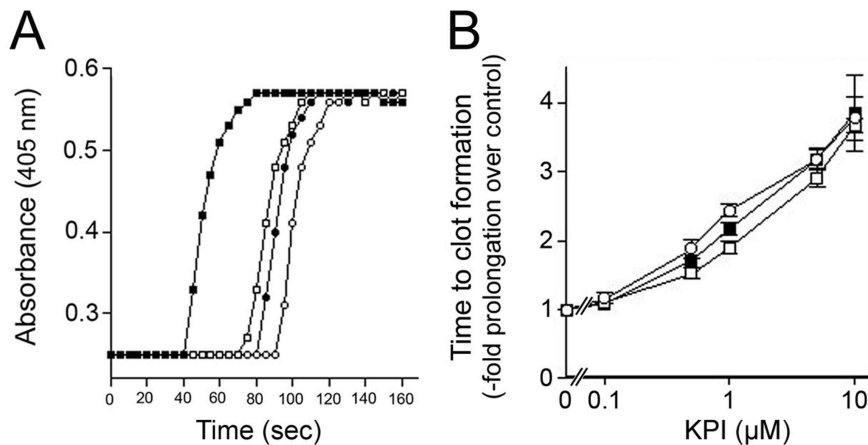 A
Absorbance (405 nm)
0.6
0.5
0.4
0.3
0 20 40 60 80 100 120 140 160
Time (sec)
B
Time to clot formation
(-fold prolongation over control)
4
3
2
1
0
0 0.1 1 10
KPI (µM)